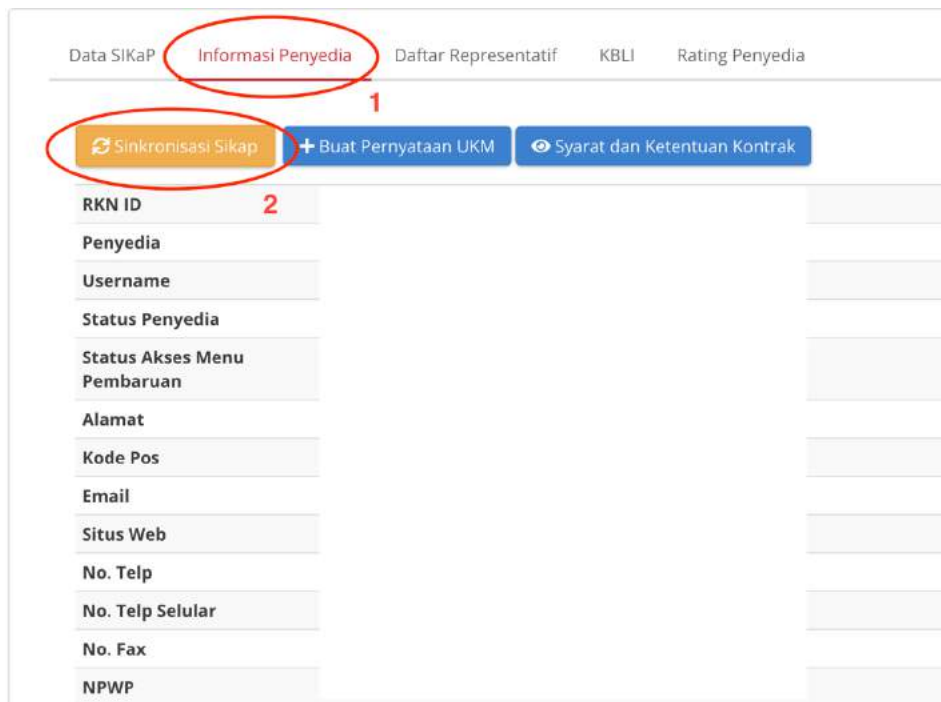 Data SIKaP Informasi Penyedia Daftar Representatif KBLI Rating Penyedia
1
Sinkronisasi Sikap + Buat Pernyataan UKM Syarat dan Ketentuan Kontrak
RKN ID 2
Penyedia
Username
Status Penyedia
Status Akses Menu
Pembaruan
Alamat
Kode Pos
Email
Situs Web
No. Telp
No. Telp Selular
No. Fax
NPWP